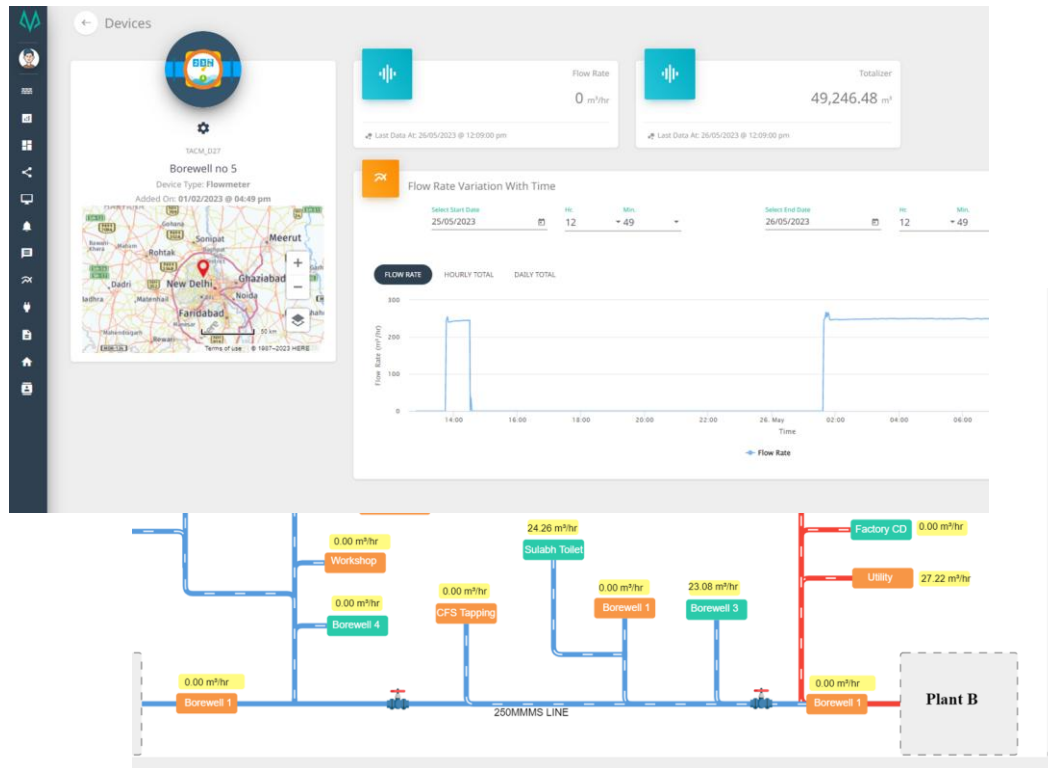 Devices
TACM_D27
Borewell no 5
Device Type: Flowmeter
Added On: 01/02/2023 @ 04:49 pm
Gohana
Sonipat
Meerut
Rohtak
Dadri
New Delhi
Ghaziabad
Matenhail
Noida
Faridabad
Mahendragarh
Rewari
50 km
Terms of use © 1987–2023 HERE
Flow Rate
0 m³/hr
Last Data At: 26/05/2023 @ 12:09:00 pm
Totalizer
49,246.48 m³
Last Data At: 26/05/2023 @ 12:09:00 pm
Flow Rate Variation With Time
Select Start Date Hr. Min. Select End Date Hr. Min.
25/05/2023 12 49 26/05/2023 12 49
FLOW RATE HOURLY TOTAL DAILY TOTAL
Flow Rate (m³/hr)
300
200
100
0
14:00 16:00 18:00 20:00 22:00 26. May 02:00 04:00 06:00
Time
Flow Rate
24.26 m³/hr
Sulabh Toilet
Factory CD 0.00 m³/hr
0.00 m³/hr
Workshop
Utility 27.22 m³/hr
0.00 m³/hr
CFS Tapping
0.00 m³/hr
Borewell 1
23.08 m³/hr
Borewell 3
0.00 m³/hr
Borewell 4
0.00 m³/hr
Borewell 1
0.00 m³/hr
Borewell 1
Plant B
250MMMS LINE